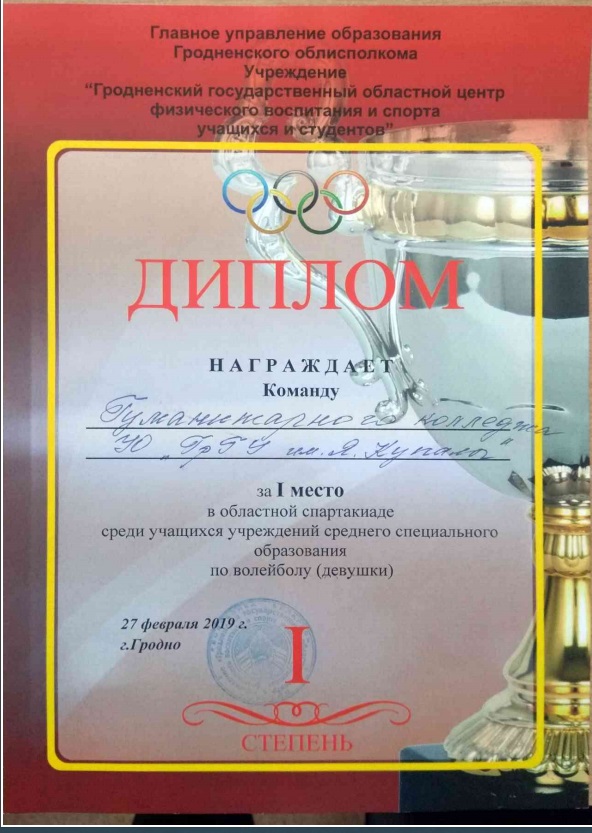 Главное управление образования
Гродненского облисполкома
Учреждение
“Гродненский государственный областной центр
физического воспитания и спорта
учащихся и студентов”
ДИПЛОМ
НАГРАЖДАЕТ
Команду
Гуманитарного колледжа
УО „ГрГУ им. Я. Купалы"
за I место
в областной спартакиаде
среди учащихся учреждений среднего специального
образования
по волейболу (девушки)
27 февраля 2019 г.
г.Гродно
I
СТЕПЕНЬ